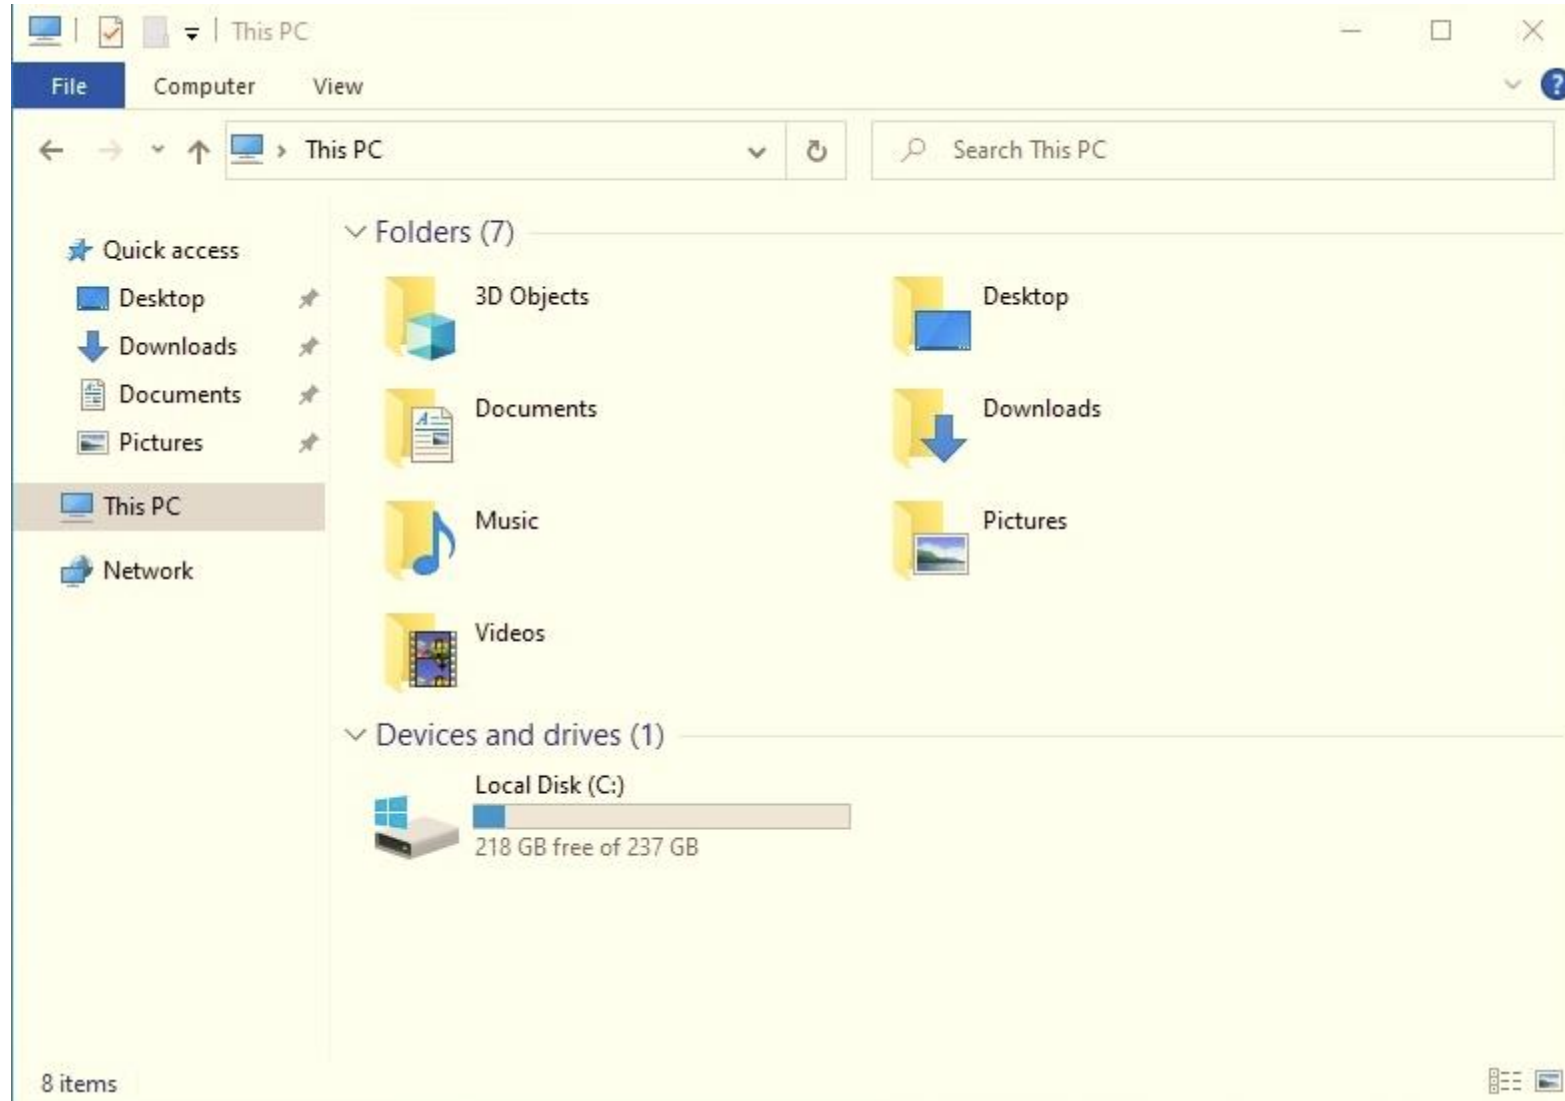 This PC
File Computer View
This PC Search This PC
Quick access
Desktop
Downloads
Documents
Pictures
This PC
Network
Folders (7)
3D Objects Desktop
Documents Downloads
Music Pictures
Videos
Devices and drives (1)
Local Disk (C:)
218 GB free of 237 GB
8 items